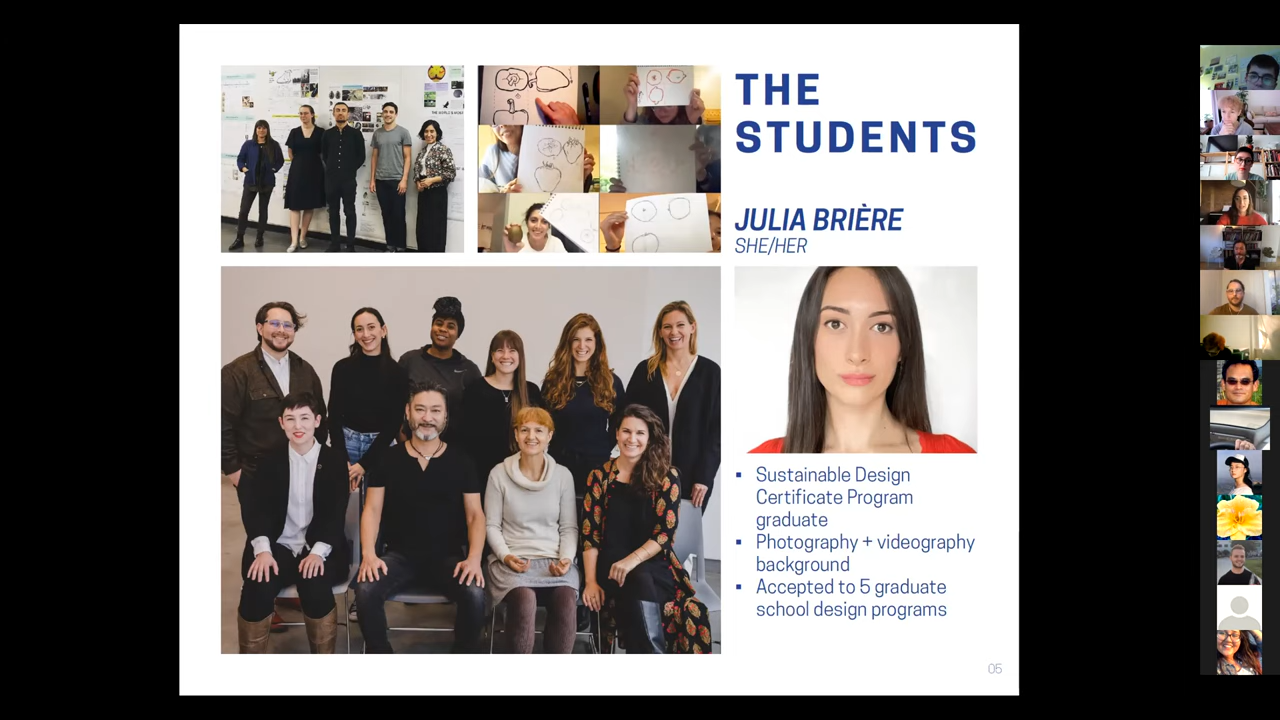 THE
STUDENTS
JULIA BRIÈRE
SHE/HER
▪ Sustainable Design
Certificate Program
graduate
▪ Photography + videography
background
▪ Accepted to 5 graduate
school design programs
05